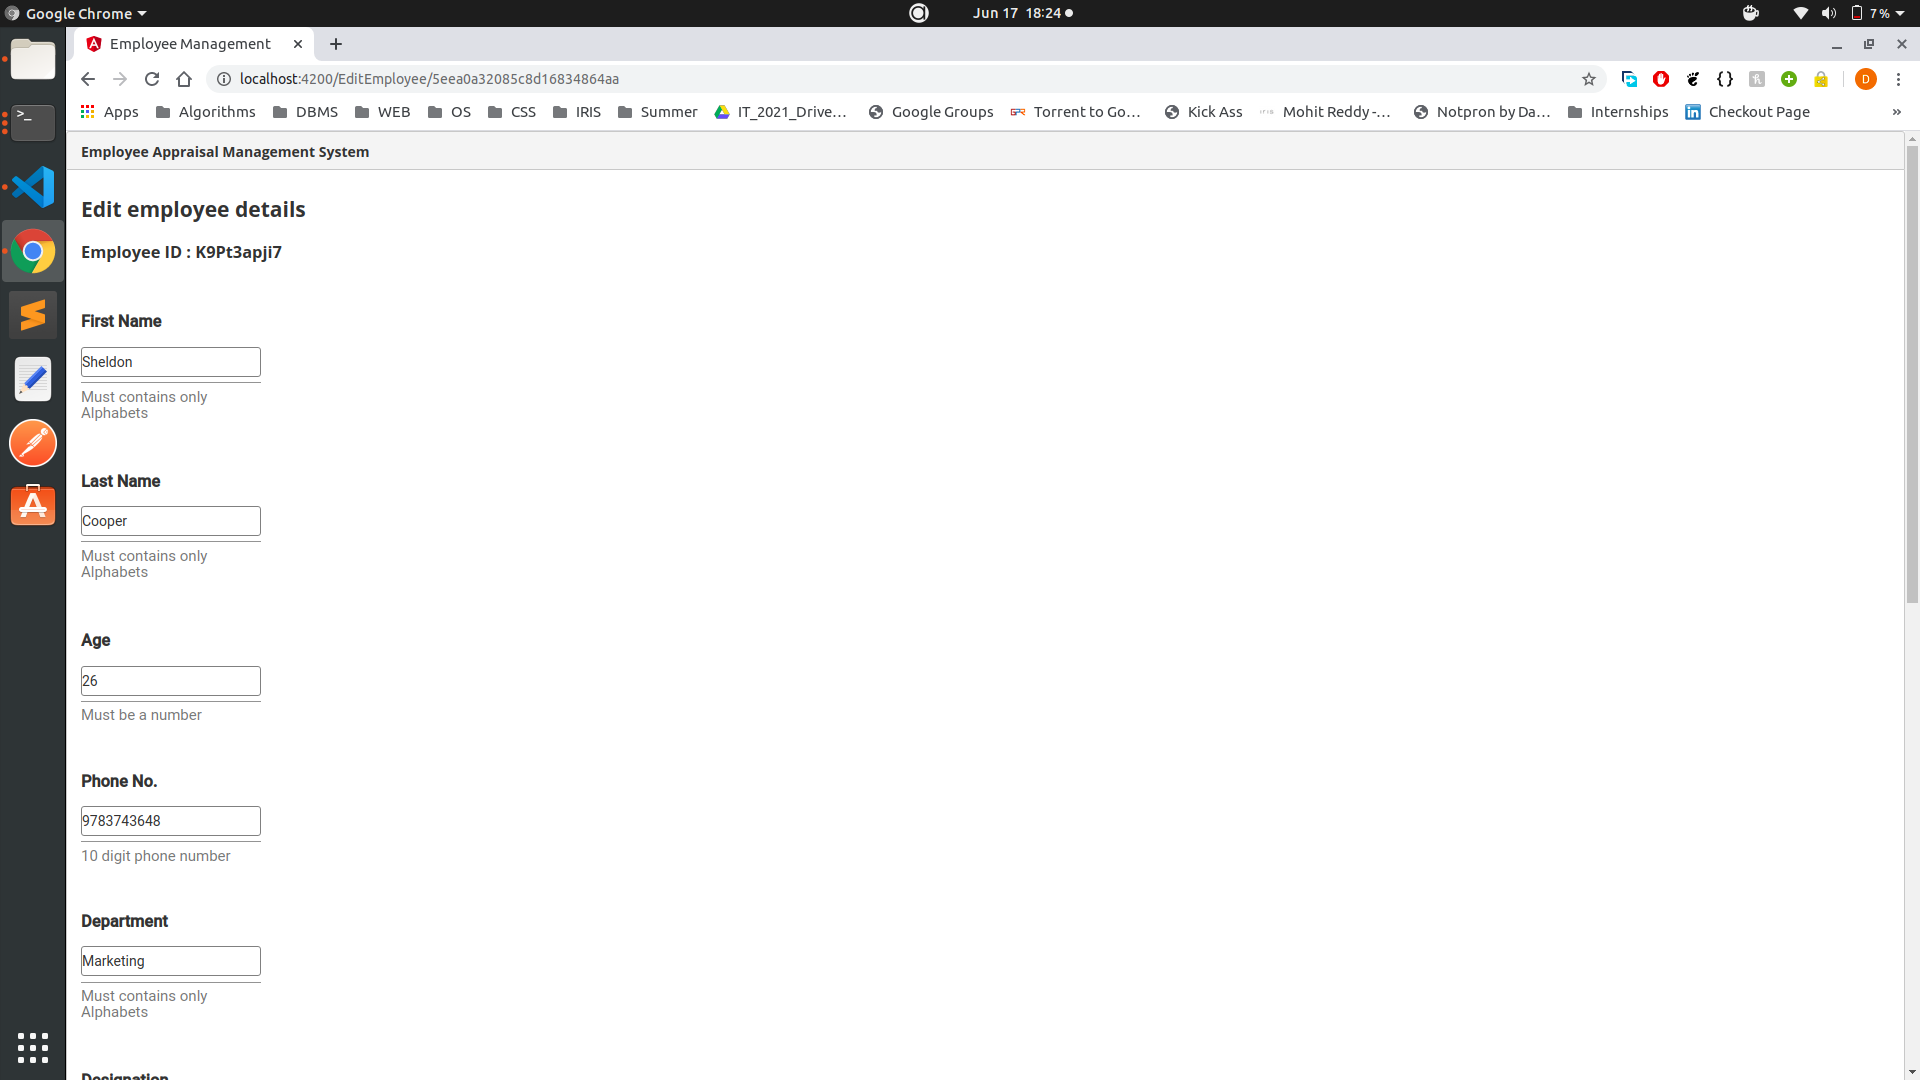 Google Chrome
Jun 17 18:24
7 %
Employee Management
localhost:4200/EditEmployee/5eea0a32085c8d16834864aa
D
Apps
Algorithms
DBMS
WEB
OS
CSS
IRIS
Summer
IT_2021_Drive…
Google Groups
Torrent to Go…
Kick Ass
Mohit Reddy -…
Notpron by Da…
Internships
Checkout Page
»
Employee Appraisal Management System
Edit employee details
Employee ID : K9Pt3apji7
First Name
Sheldon
Must contains only
Alphabets
Last Name
Cooper
Must contains only
Alphabets
Age
26
Must be a number
Phone No.
9783743648
10 digit phone number
Department
Marketing
Must contains only
Alphabets
Designation